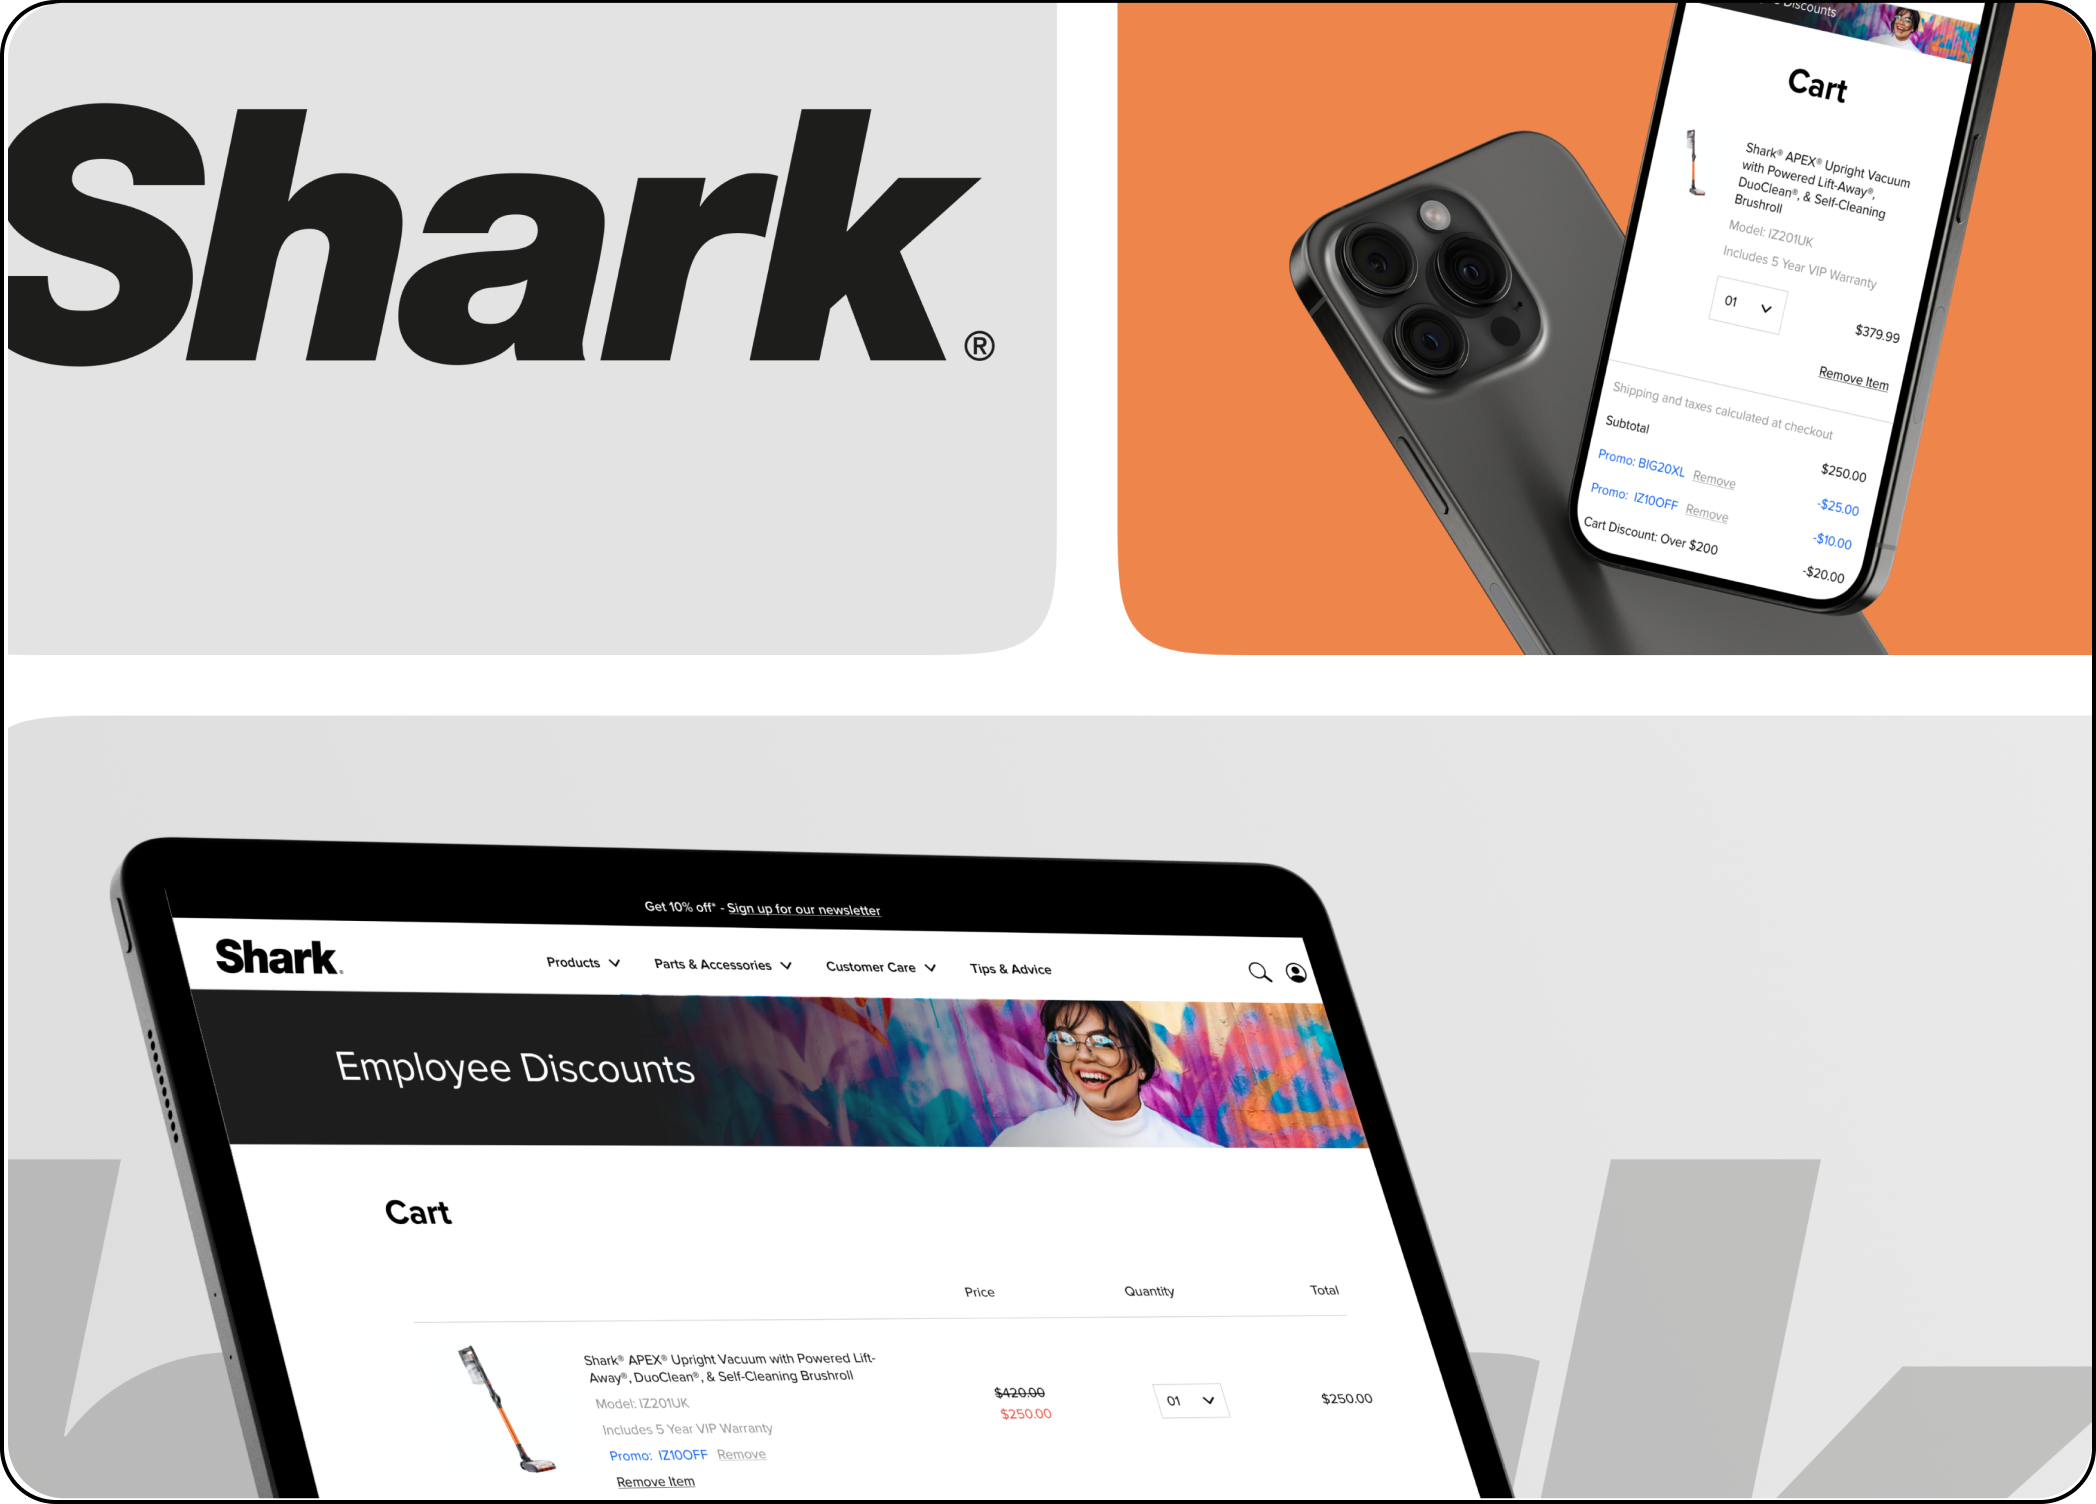 Shark®
Discounts
Cart
Shark® APEX® Upright Vacuum
with Powered Lift-Away®,
DuoClean®, & Self-Cleaning
Brushroll
Model: IZ201UK
Includes 5 Year VIP Warranty
01
$379.99
Remove Item
Shipping and taxes calculated at checkout
Subtotal $250.00
Promo: BIG20XL Remove -$25.00
Promo: IZ10OFF Remove -$10.00
Cart Discount: Over $200 -$20.00
Get 10% off* - Sign up for our newsletter
Shark
Products Parts & Accessories Customer Care Tips & Advice
Employee Discounts
Cart
Price Quantity Total
Shark® APEX® Upright Vacuum with Powered Lift-
Away®, DuoClean®, & Self-Cleaning Brushroll
Model: IZ201UK
Includes 5 Year VIP Warranty
Promo: IZ10OFF Remove
Remove Item
$420.00
$250.00
01
$250.00